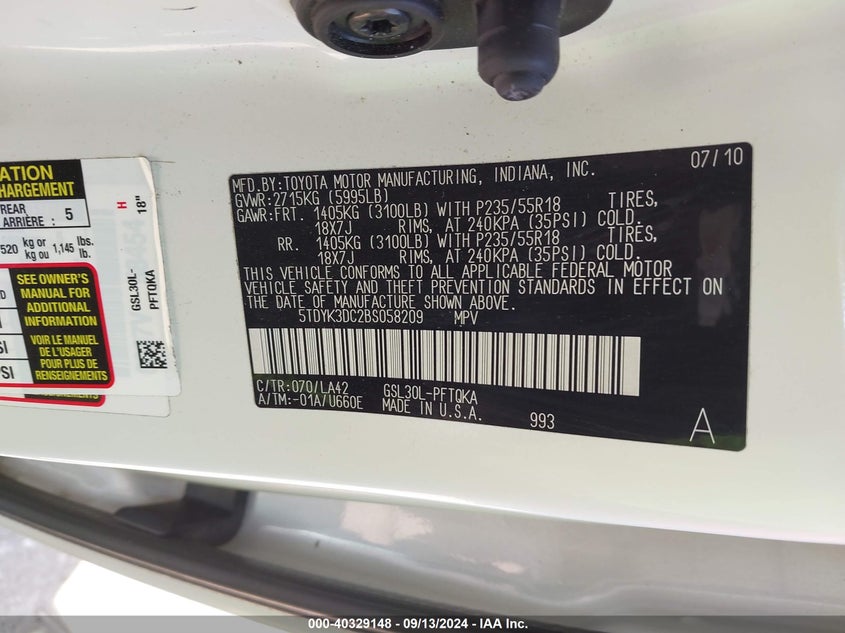 ATION
CHARGEMENT
REAR
ARRIÈRE : 5
520 kg or kg ou 1,145 lbs. lb.
SEE OWNER'S
MANUAL FOR
ADDITIONAL
INFORMATION
VOIR LE MANUEL
DE L'USAGER
POUR PLUS DE
RENSEIGNEMENTS
PSI
H
18"
GSL30L-
PFTQKA
07/10
MFD.BY:TOYOTA MOTOR MANUFACTURING, INDIANA, INC.
GVWR:2715KG (5995LB)
GAWR:FRT. 1405KG (3100LB) WITH P235/55R18 TIRES,
18X7J RIMS, AT 240KPA (35PSI) COLD.
RR. 1405KG (3100LB) WITH P235/55R18 TIRES,
18X7J RIMS, AT 240KPA (35PSI) COLD.
THIS VEHICLE CONFORMS TO ALL APPLICABLE FEDERAL MOTOR
VEHICLE SAFETY AND THEFT PREVENTION STANDARDS IN EFFECT ON
THE DATE OF MANUFACTURE SHOWN ABOVE.
5TDYK3DC2BS058209 MPV
C/TR:070/LA42 GSL30L-PFTQKA
A/TM:-01A/U660E MADE IN U.S.A. 993
A
000-40329148 - 09/13/2024 - IAA Inc.